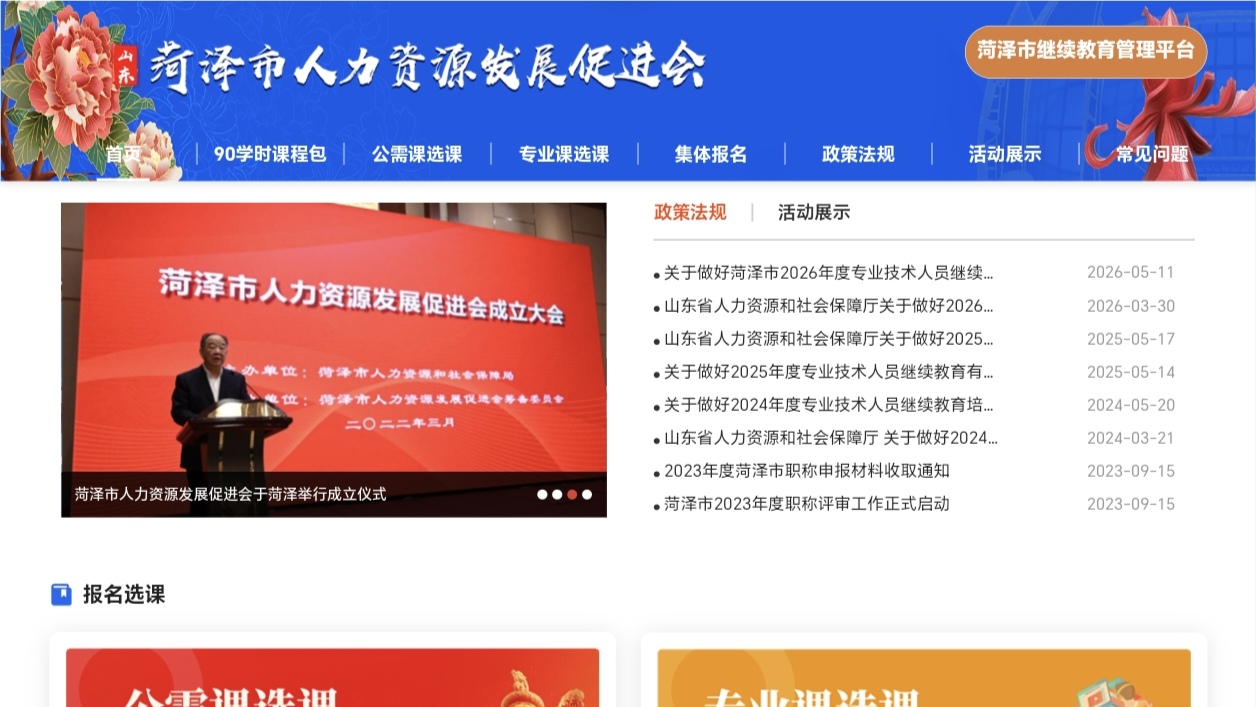 山东
菏泽市人力资源发展促进会
菏泽市继续教育管理平台
首页
90学时课程包
公需课选课
专业课选课
集体报名
政策法规
活动展示
常见问题
菏泽市人力资源发展促进会成立大会
主办单位：菏泽市人力资源和社会保障局
单位：菏泽市人力资源发展促进会筹备委员会
二〇二二年三月
菏泽市人力资源发展促进会于菏泽举行成立仪式
政策法规
活动展示
关于做好菏泽市2026年度专业技术人员继续... 2026-05-11
山东省人力资源和社会保障厅关于做好2026... 2026-03-30
山东省人力资源和社会保障厅关于做好2025... 2025-05-17
关于做好2025年度专业技术人员继续教育有... 2025-05-14
关于做好2024年度专业技术人员继续教育培... 2024-05-20
山东省人力资源和社会保障厅 关于做好2024... 2024-03-21
2023年度菏泽市职称申报材料收取通知 2023-09-15
菏泽市2023年度职称评审工作正式启动 2023-09-15
报名选课
公需课选课
专业课选课